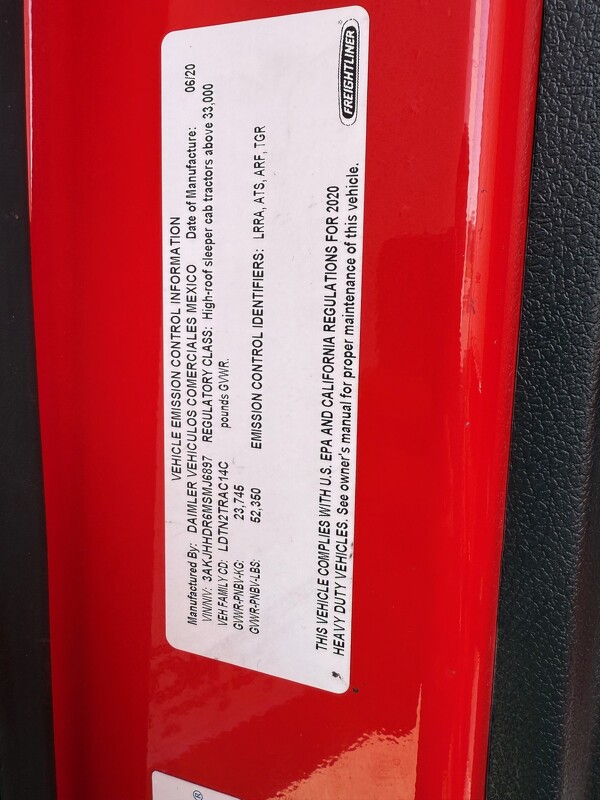 VEHICLE EMISSION CONTROL INFORMATION
Manufactured By: DAIMLER VEHICULOS COMERCIALES MEXICO Date of Manufacture: 06/20
VIN/NIV: 3AKJHHDR6MSMJ6897 REGULATORY CLASS: High-roof sleeper cab tractors above 33,000
VEH FAMILY CD: LDTN2TRAC14C pounds GVWR.
GVWR-PNBV-KG: 23,745
GVWR-PNBV-LBS: 52,350 EMISSION CONTROL IDENTIFIERS: LRRA, ATS, ARF, TGR
THIS VEHICLE COMPLIES WITH U.S. EPA AND CALIFORNIA REGULATIONS FOR 2020
HEAVY DUTY VEHICLES. See owner's manual for proper maintenance of this vehicle.
FREIGHTLINER
®